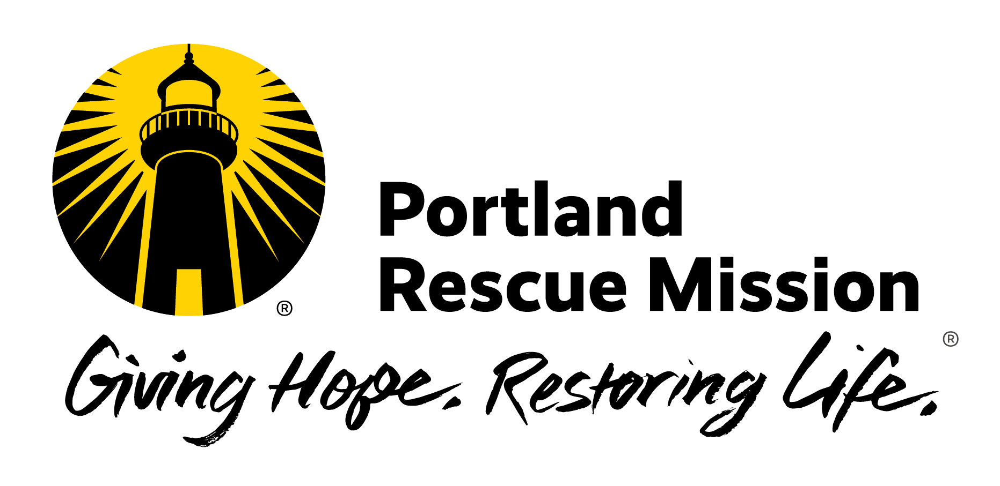 Portland
Rescue Mission
®
®
Giving Hope. Restoring Life.